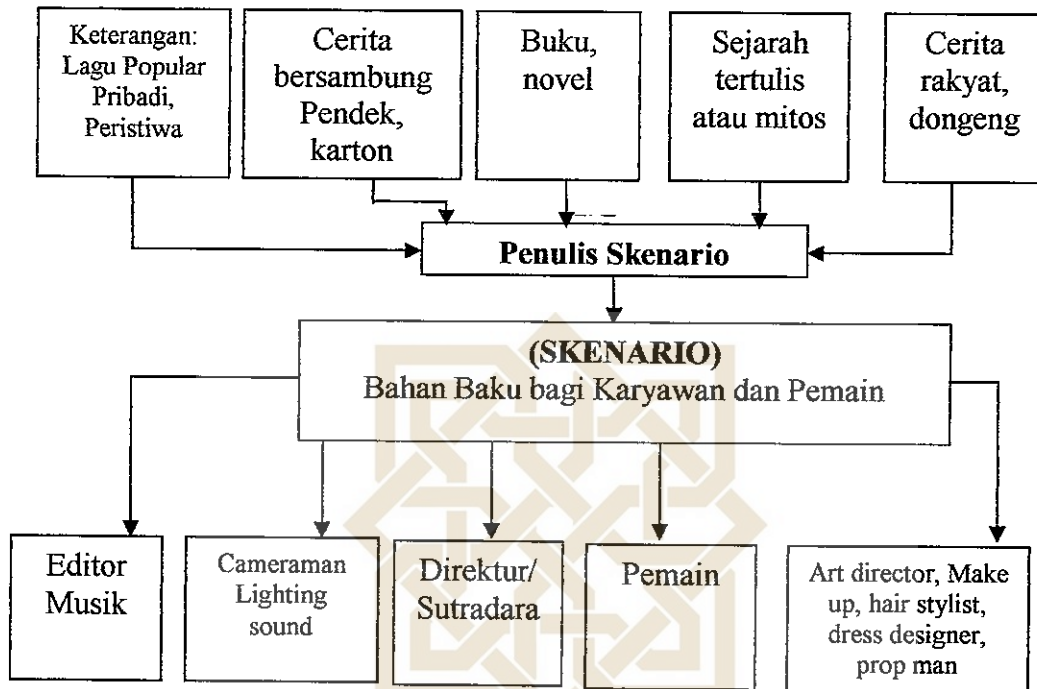 Keterangan:
Lagu Popular
Pribadi,
Peristiwa
Cerita
bersambung
Pendek,
karton
Buku,
novel
Sejarah
tertulis
atau mitos
Cerita
rakyat,
dongeng
Penulis Skenario
(SKENARIO)
Bahan Baku bagi Karyawan dan Pemain
Editor
Musik
Cameraman
Lighting
sound
Direktur/
Sutradara
Pemain
Art director, Make
up, hair stylist,
dress designer,
prop man